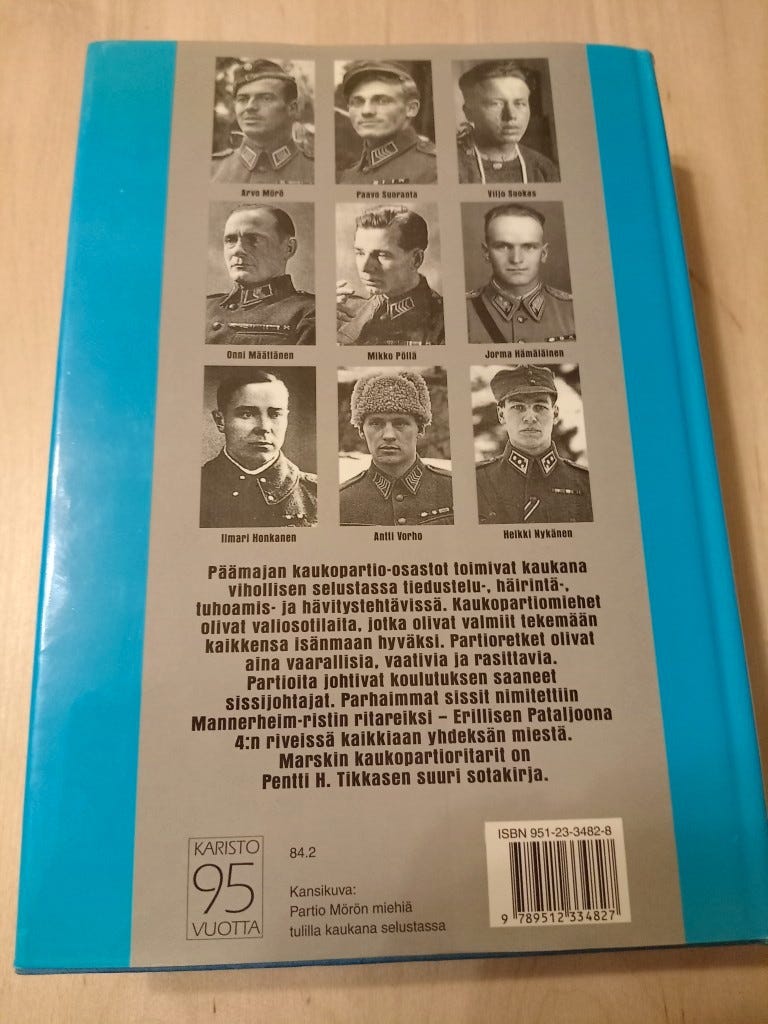 Arvo Mörö
Paavo Suoranta
Viljo Suokas
Onni Määttänen
Mikko Pöllä
Jorma Hämäläinen
Ilmari Honkanen
Antti Vorho
Heikki Nykänen
Päämajan kaukopartio-osastot toimivat kaukana
vihollisen selustassa tiedustelu-, häirintä-,
tuhoamis- ja hävitystehtävissä. Kaukopartiomiehet
olivat valiosotilaita, jotka olivat valmiit tekemään
kaikkensa isänmaan hyväksi. Partioretket olivat
aina vaarallisia, vaativia ja rasittavia.
Partioita johtivat koulutuksen saaneet
sissijohtajat. Parhaimmat sissit nimitettiin
Mannerheim-ristin ritareiksi – Erillisen Pataljoona
4:n riveissä kaikkiaan yhdeksän miestä.
Marskin kaukopartioritarit on
Pentti H. Tikkasen suuri sotakirja.
KARISTO
95
VUOTTA
84.2
Kansikuva:
Partio Mörön miehiä
tulilla kaukana selustassa
ISBN 951-23-3482-8
9 789512 334827